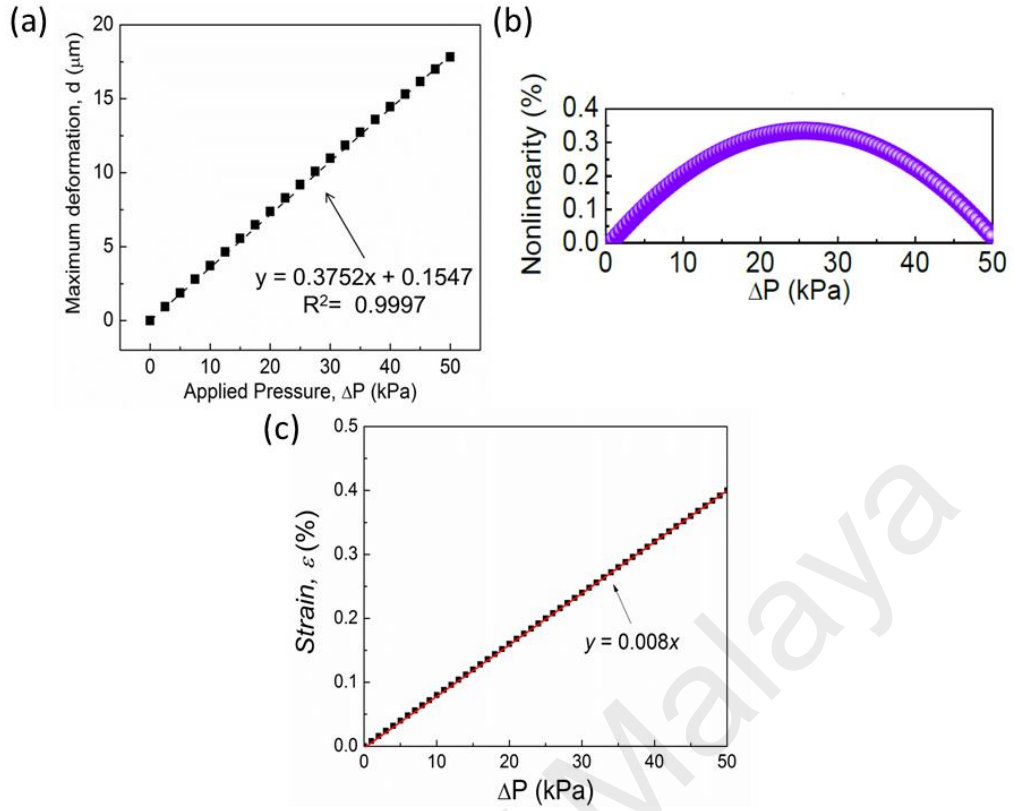 (a)
Maximum deformation, d (μm)
20
15
10
5
0
y = 0.3752x + 0.1547
R²= 0.9997
0 10 20 30 40 50
Applied Pressure, ΔP (kPa)
(b)
Nonlinearity (%)
0.4
0.3
0.2
0.1
0.0
0 10 20 30 40 50
ΔP (kPa)
(c)
Strain, ε (%)
0.5
0.4
0.3
0.2
0.1
0.0
y = 0.008x
0 10 20 30 40 50
ΔP (kPa)
Malaya